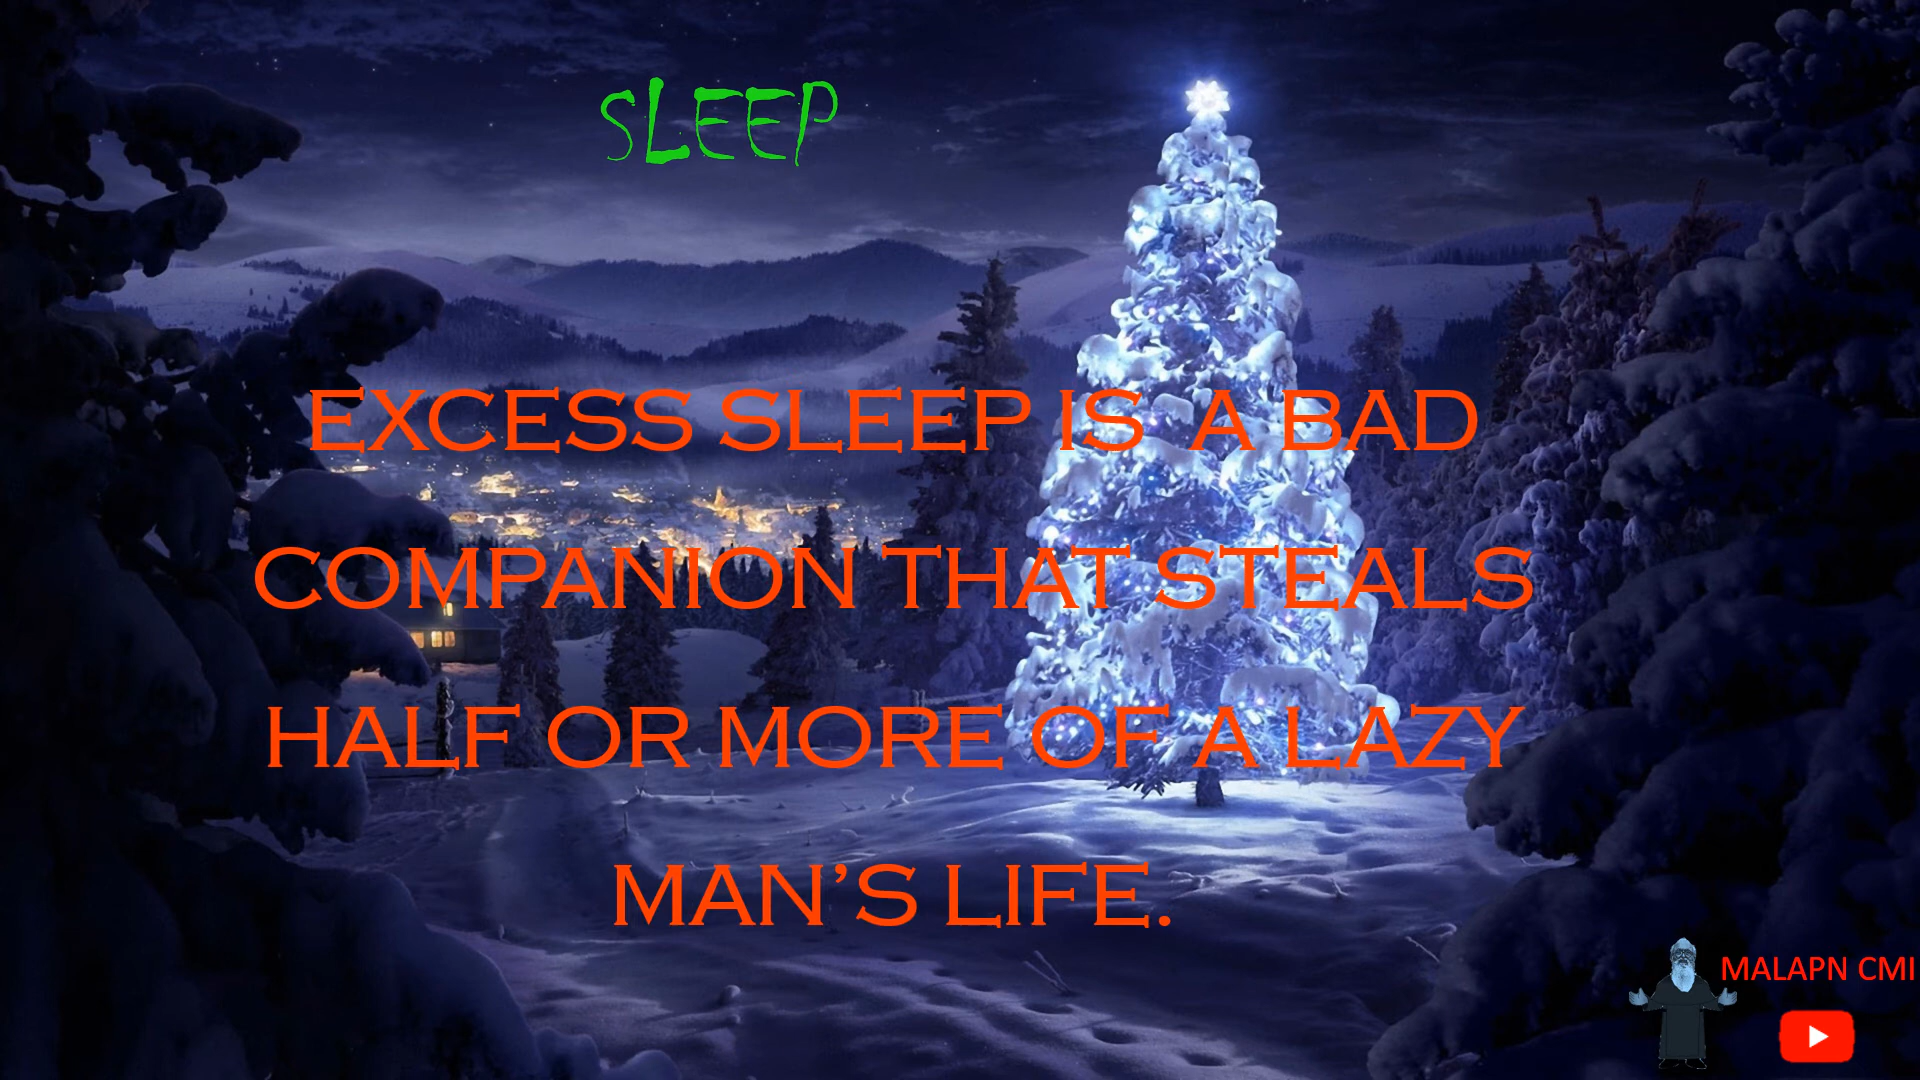 SLEEP
EXCESS SLEEP IS A BAD
COMPANION THAT STEALS
HALF OR MORE OF A LAZY
MAN’S LIFE.
MALAPN CMI